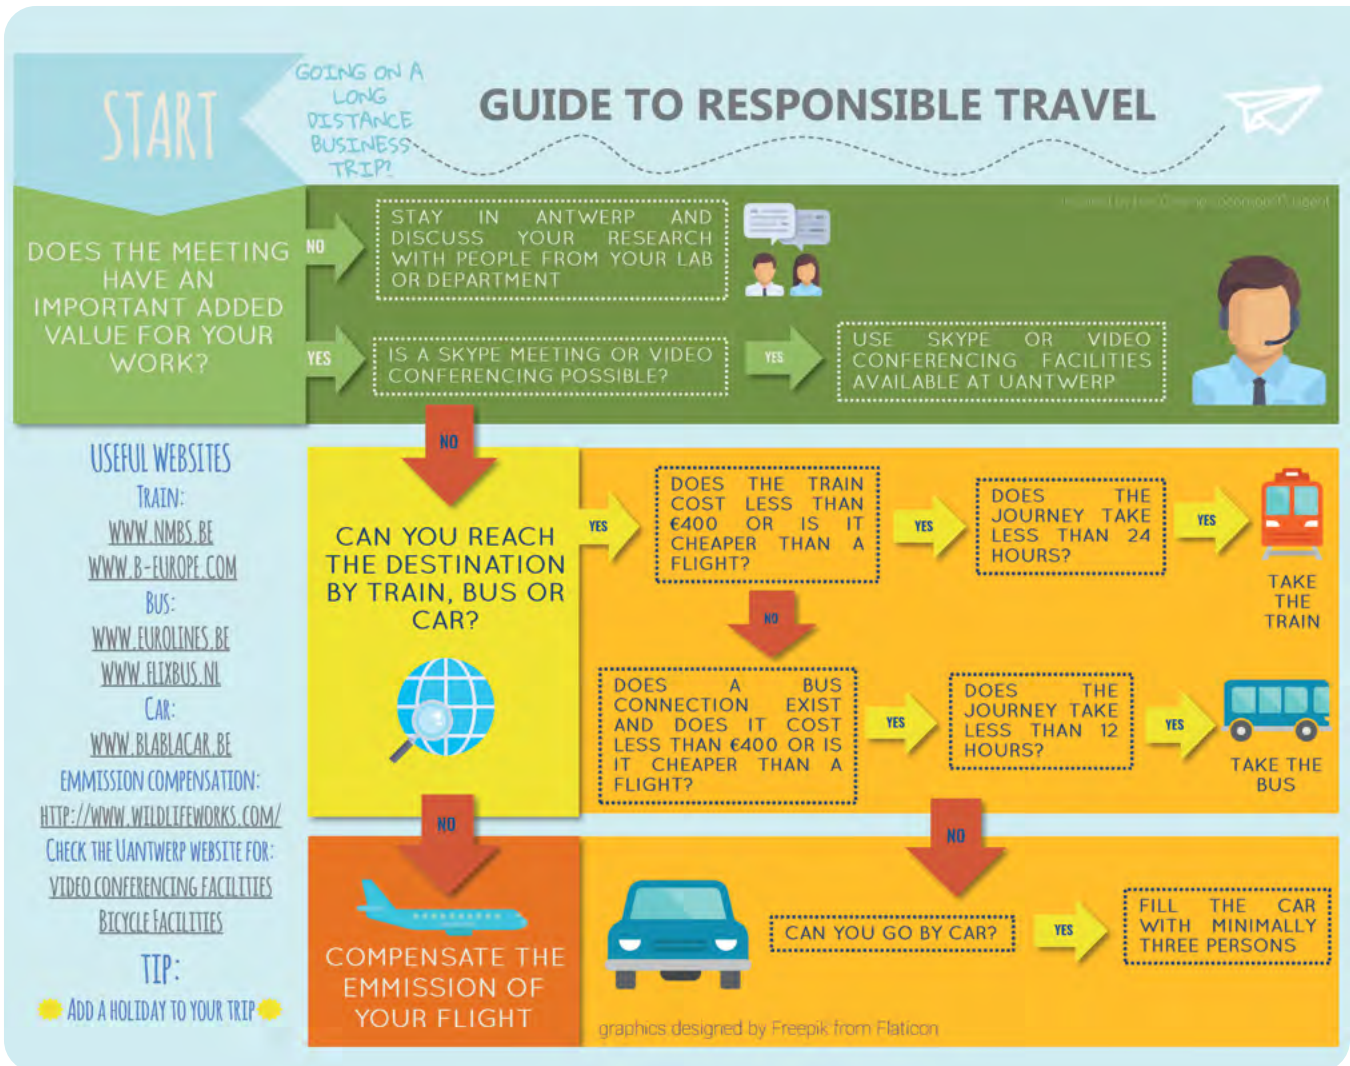 START
GOING ON A
LONG
DISTANCE
BUSINESS
TRIP?
GUIDE TO RESPONSIBLE TRAVEL
DOES THE MEETING
HAVE AN
IMPORTANT ADDED
VALUE FOR YOUR
WORK?
NO
STAY IN ANTWERP AND
DISCUSS YOUR RESEARCH
WITH PEOPLE FROM YOUR LAB
OR DEPARTMENT
YES
IS A SKYPE MEETING OR VIDEO
CONFERENCING POSSIBLE?
YES
USE SKYPE OR VIDEO
CONFERENCING FACILITIES
AVAILABLE AT UANTWERP
NO
CAN YOU REACH
THE DESTINATION
BY TRAIN, BUS OR
CAR?
YES
DOES THE TRAIN
COST LESS THAN
€400 OR IS IT
CHEAPER THAN A
FLIGHT?
YES
DOES THE
JOURNEY TAKE
LESS THAN 24
HOURS?
YES
TAKE
THE
TRAIN
NO
DOES A BUS
CONNECTION EXIST
AND DOES IT COST
LESS THAN €400 OR IS
IT CHEAPER THAN A
FLIGHT?
YES
DOES THE
JOURNEY TAKE
LESS THAN 12
HOURS?
YES
TAKE THE
BUS
NO
NO
COMPENSATE THE
EMMISSION OF
YOUR FLIGHT
CAN YOU GO BY CAR?
YES
FILL THE CAR
WITH MINIMALLY
THREE PERSONS
graphics designed by Freepik from Flaticon
USEFUL WEBSITES
TRAIN:
WWW.NMBS.BE
WWW.B-EUROPE.COM
BUS:
WWW.EUROLINES.BE
WWW.FLIXBUS.NL
CAR:
WWW.BLABLACAR.BE
EMMISSION COMPENSATION:
HTTP://WWW.WILDLIFEWORKS.COM/
CHECK THE UANTWERP WEBSITE FOR:
VIDEO CONFERENCING FACILITIES
BICYCLE FACILITIES
TIP:
ADD A HOLIDAY TO YOUR TRIP